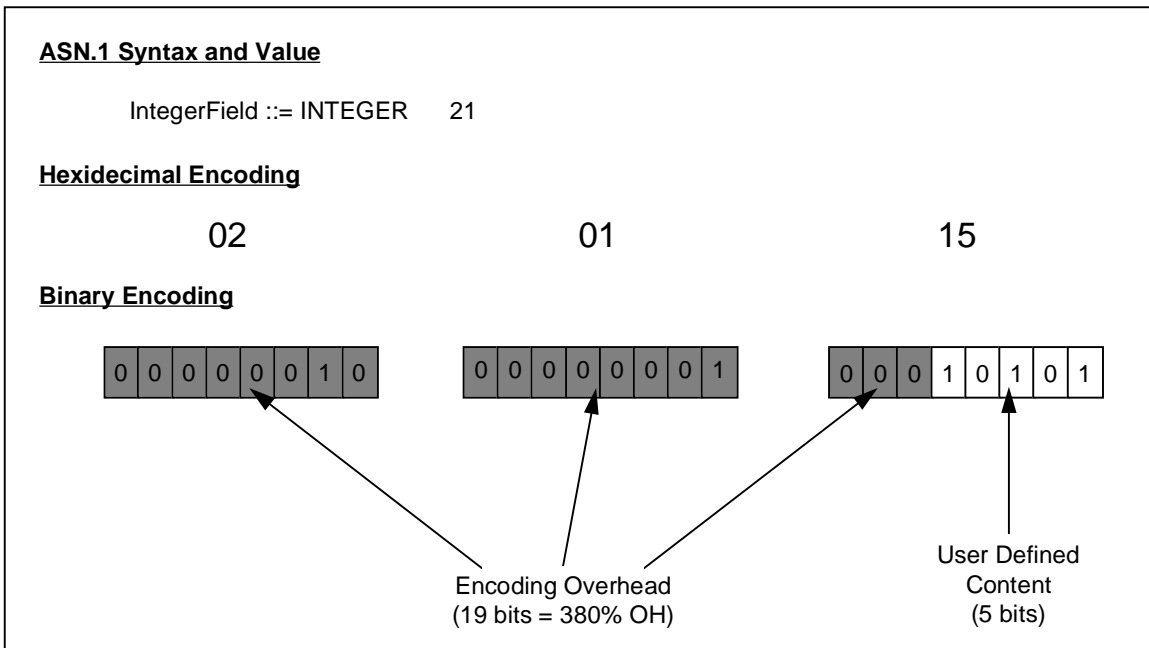 ASN.1 Syntax and Value
IntegerField ::= INTEGER 21
Hexidecimal Encoding
02 01 15
Binary Encoding
0 0 0 0 0 0 1 0 0 0 0 0 0 0 0 1 0 0 0 1 0 1 0 1
Encoding Overhead
(19 bits = 380% OH)
User Defined
Content
(5 bits)